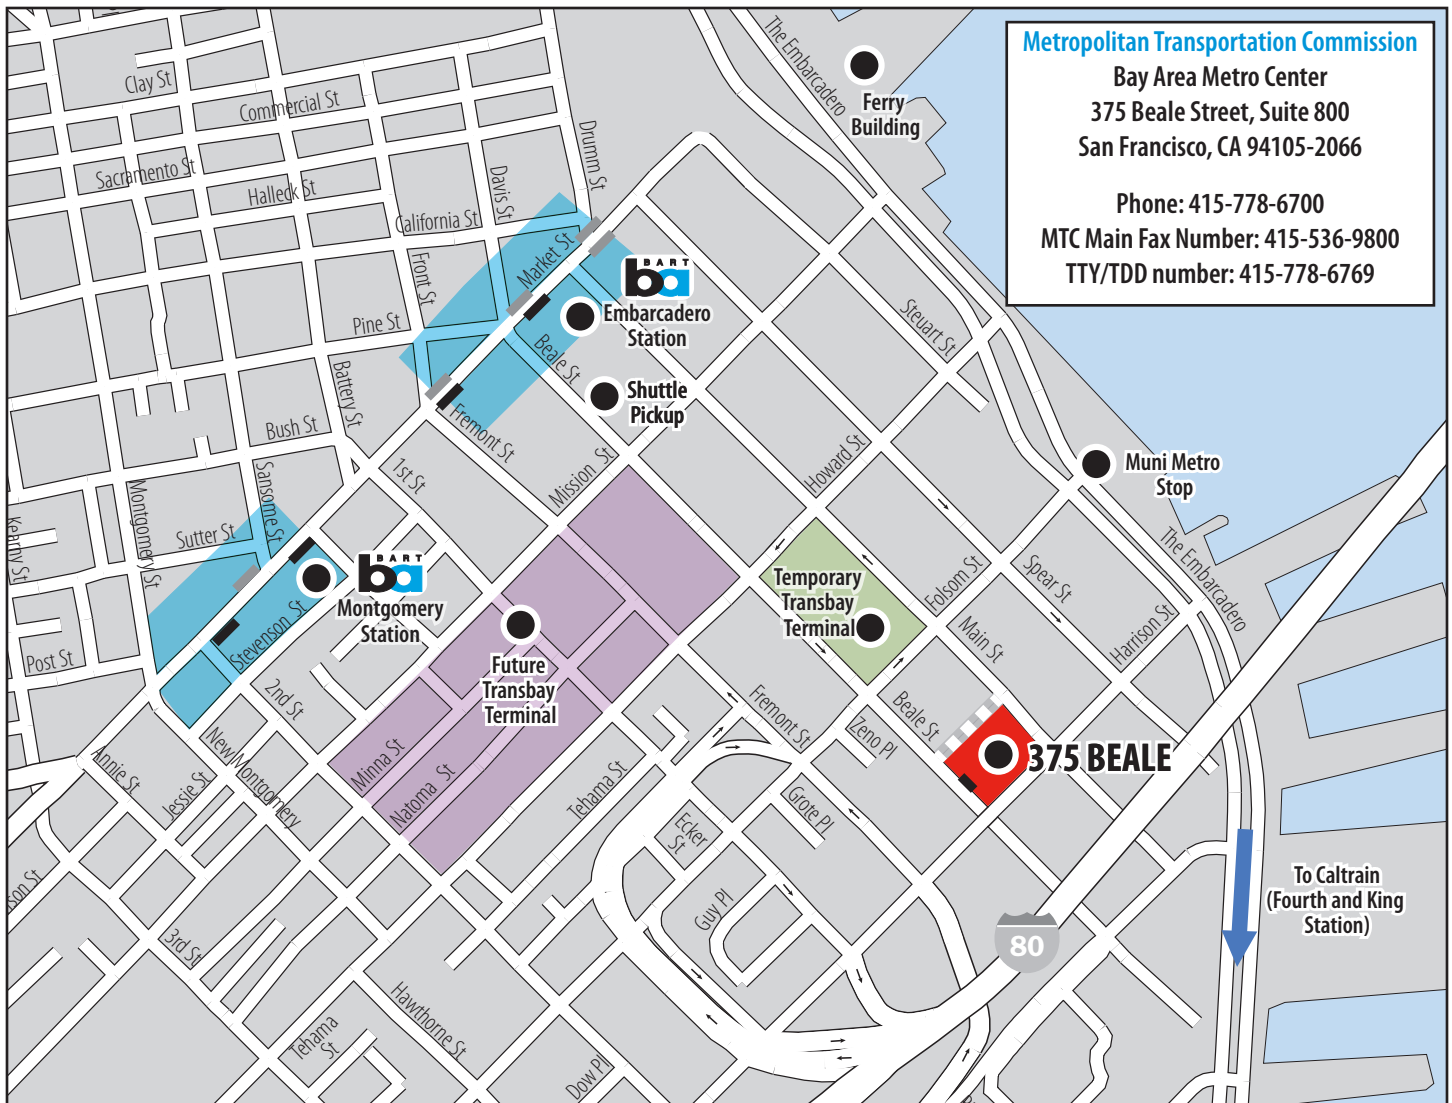 Metropolitan Transportation Commission
Bay Area Metro Center
375 Beale Street, Suite 800
San Francisco, CA 94105-2066
Phone: 415-778-6700
MTC Main Fax Number: 415-536-9800
TTY/TDD number: 415-778-6769
The Embarcadero
Ferry
Building
Clay St
Commercial St
Drumm St
Sacramento St
Halleck St
Davis St
California St
Market St
Front St
BART
ba
Embarcadero
Station
Pine St
Beale St
Steuart St
Shuttle
Pickup
Battery St
Bush St
Fremont St
1st St
Mission St
Howard St
Muni Metro
Stop
Sansome St
Montgomery St
Kearny St
Sutter St
BART
ba
Montgomery
Station
Stevenson St
Post St
Temporary
Transbay
Terminal
Folsom St
Spear St
The Embarcadero
Harrison St
Main St
Future
Transbay
Terminal
2nd St
New Montgomery
Minna St
Natoma St
Tehama St
Fremont St
Beale St
Zeno Pl
375 BEALE
Annie St
Jessie St
Grote Pl
Ecker
St
Guy Pl
son St
3rd St
Hawthorne St
Tehama
St
Dow Pl
80
To Caltrain
(Fourth and King
Station)